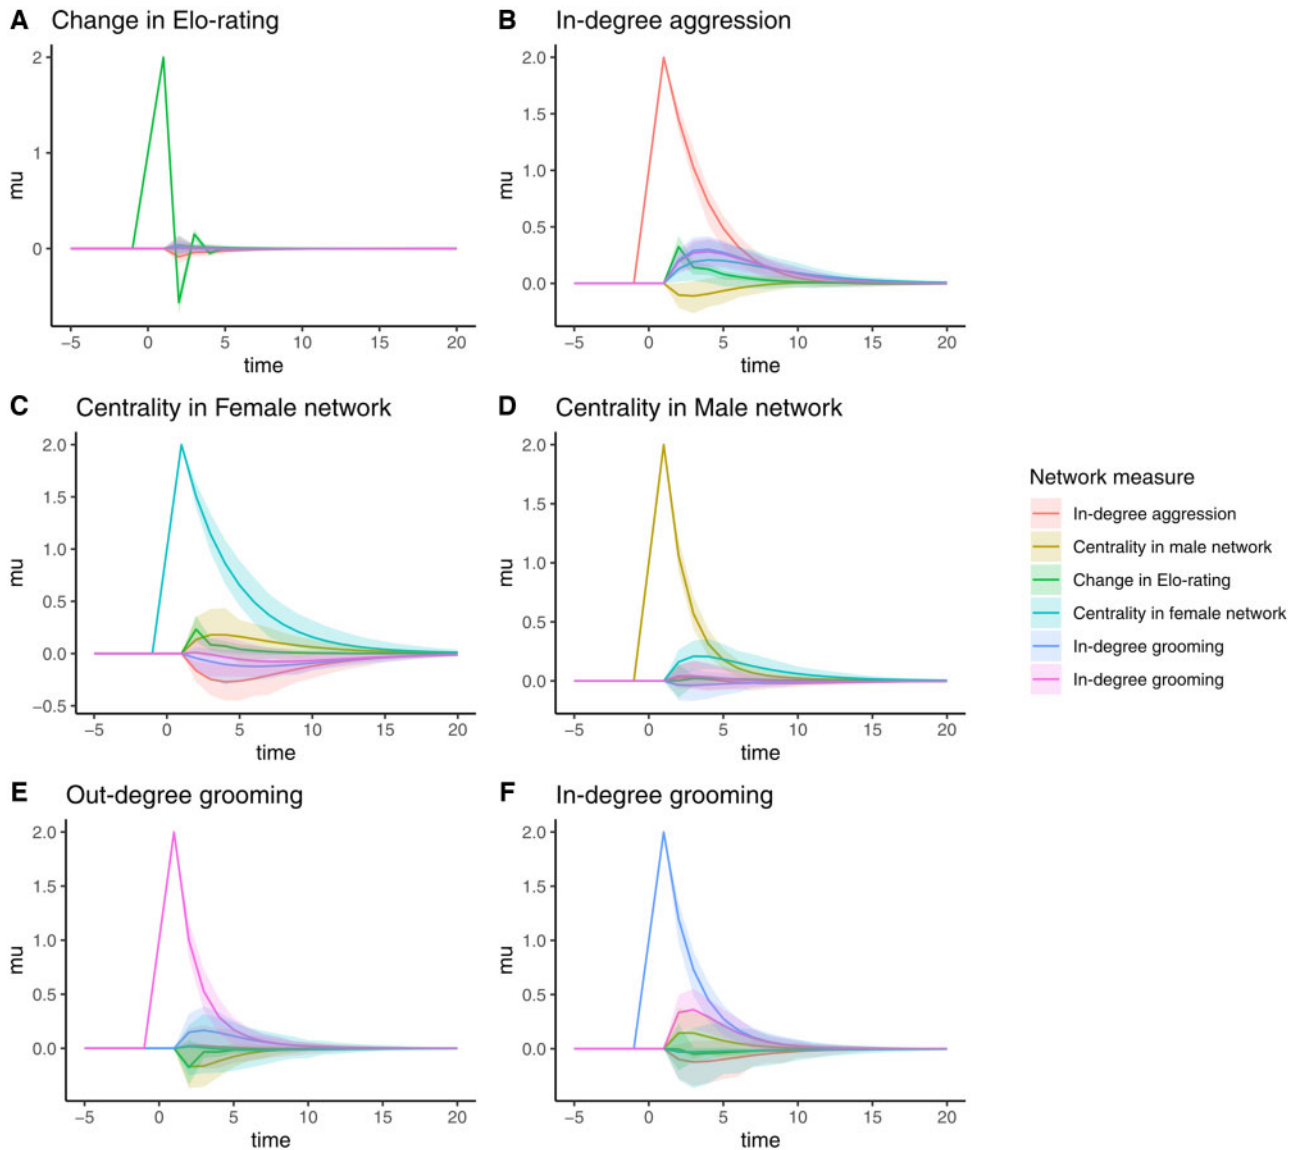 A Change in Elo-rating
2
1
0
mu
−5 0 5 10 15 20
time
B In-degree aggression
2.0
1.5
1.0
0.5
0.0
mu
−5 0 5 10 15 20
time
C Centrality in Female network
2.0
1.5
1.0
0.5
0.0
−0.5
mu
−5 0 5 10 15 20
time
D Centrality in Male network
2.0
1.5
1.0
0.5
0.0
mu
−5 0 5 10 15 20
time
Network measure
In-degree aggression
Centrality in male network
Change in Elo-rating
Centrality in female network
In-degree grooming
In-degree grooming
E Out-degree grooming
2.0
1.5
1.0
0.5
0.0
mu
−5 0 5 10 15 20
time
F In-degree grooming
2.0
1.5
1.0
0.5
0.0
mu
−5 0 5 10 15 20
time